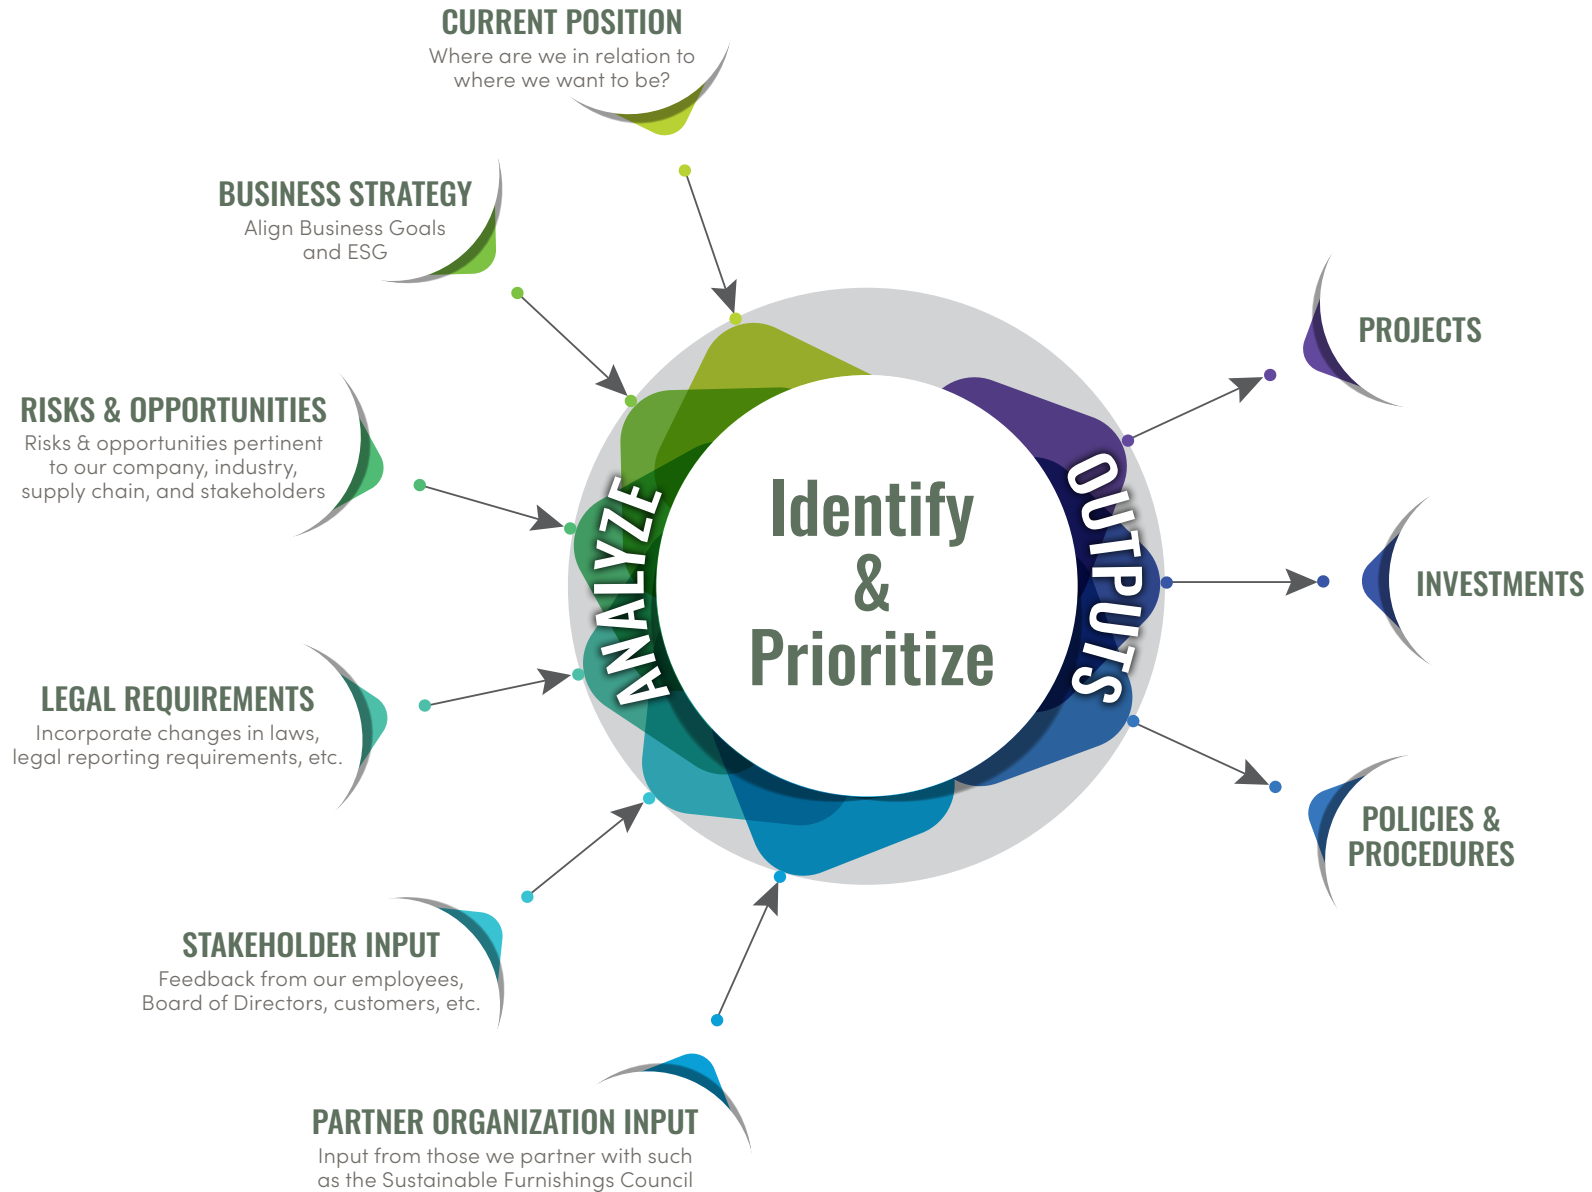 CURRENT POSITION
Where are we in relation to
where we want to be?
BUSINESS STRATEGY
Align Business Goals
and ESG
RISKS & OPPORTUNITIES
Risks & opportunities pertinent
to our company, industry,
supply chain, and stakeholders
LEGAL REQUIREMENTS
Incorporate changes in laws,
legal reporting requirements, etc.
STAKEHOLDER INPUT
Feedback from our employees,
Board of Directors, customers, etc.
PARTNER ORGANIZATION INPUT
Input from those we partner with such
as the Sustainable Furnishings Council
ANALYZE
Identify
&
Prioritize
OUTPUTS
PROJECTS
INVESTMENTS
POLICIES &
PROCEDURES